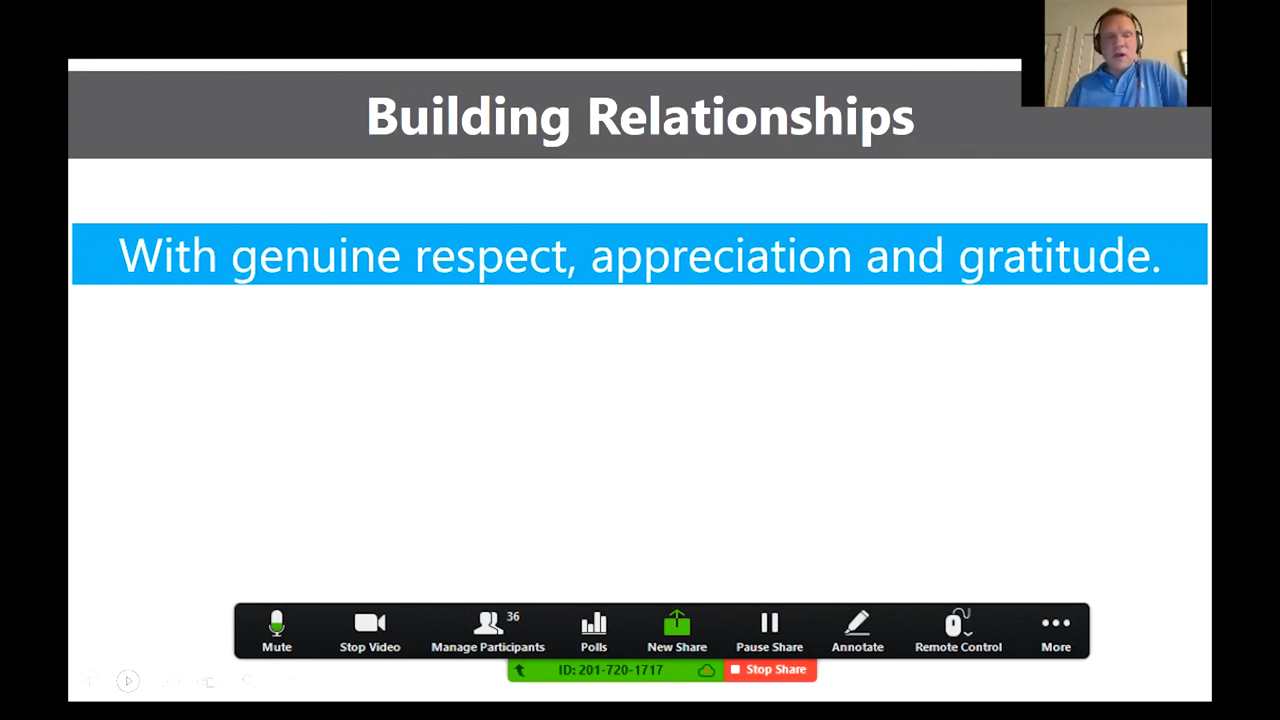 Building Relationships
With genuine respect, appreciation and gratitude.
36
Mute
Stop Video
Manage Participants
Polls
New Share
Pause Share
Annotate
Remote Control
More
ID: 201-720-1717
Stop Share